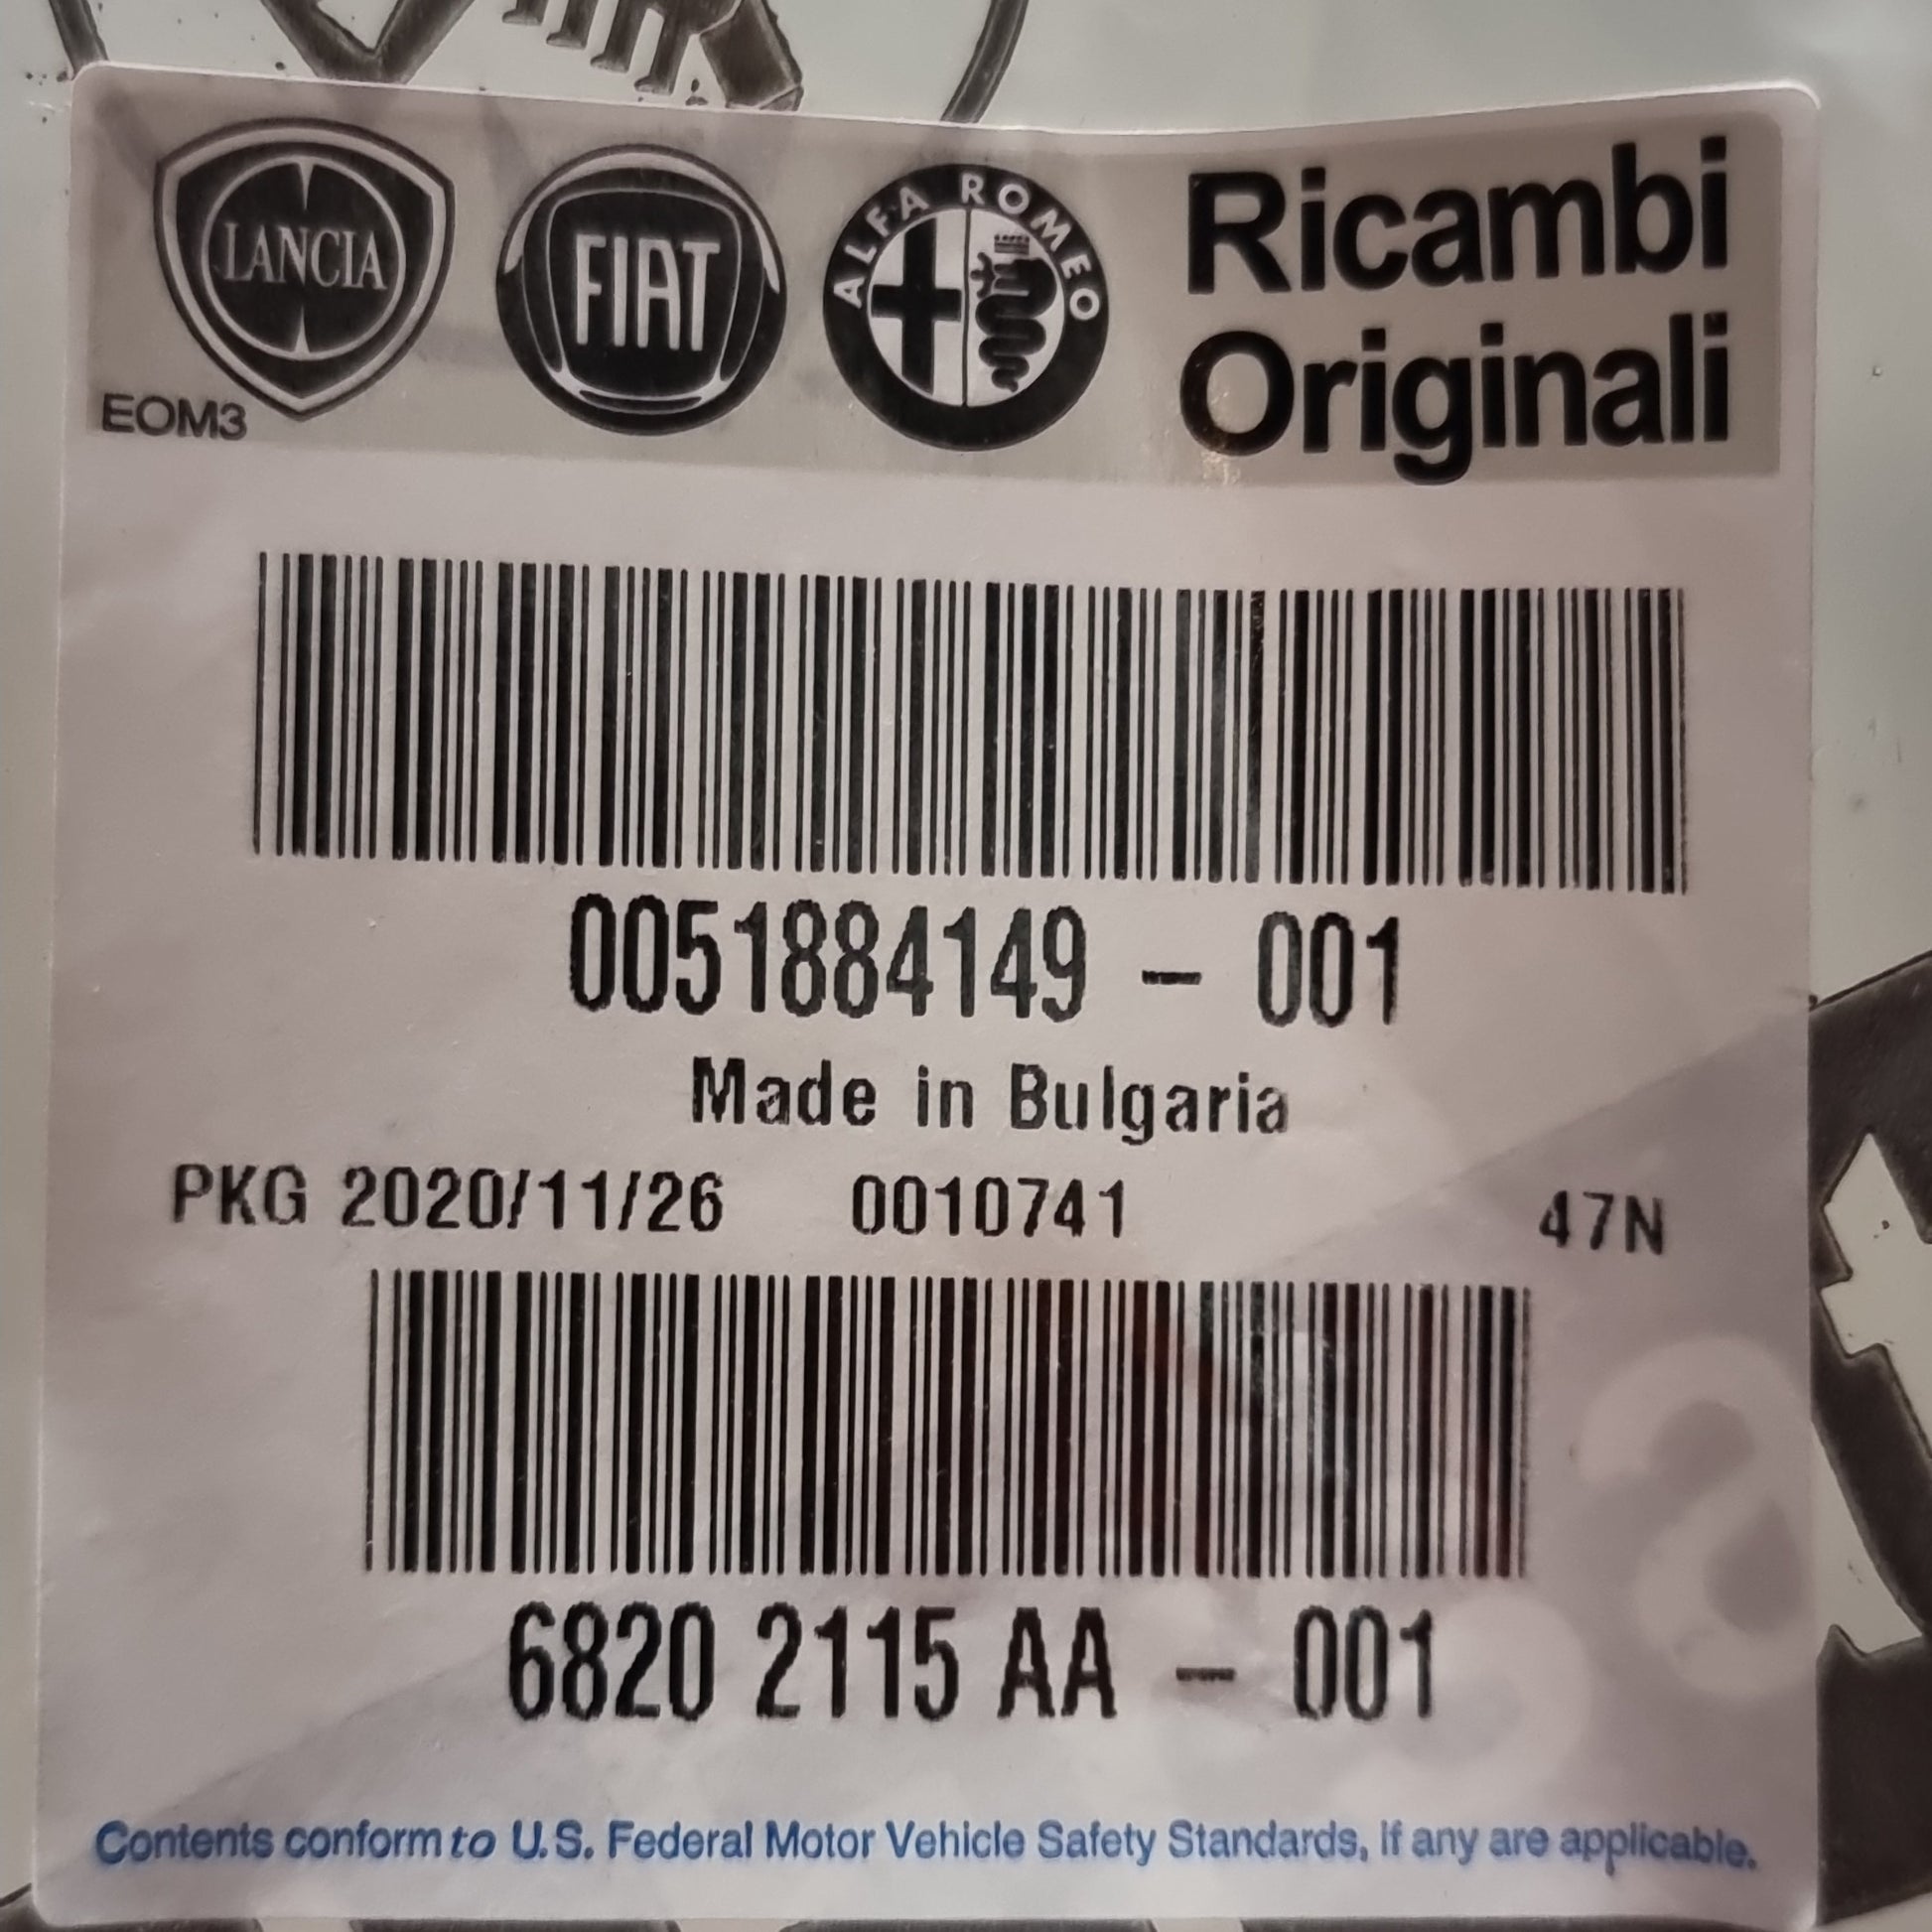 LANCIA
FIAT
ALFA ROMEO
Ricambi
Originali
EOM3
0051884149 - 001
Made in Bulgaria
PKG 2020/11/26 0010741 47N
6820 2115 AA - 001
Contents conform to U.S. Federal Motor Vehicle Safety Standards, if any are applicable.